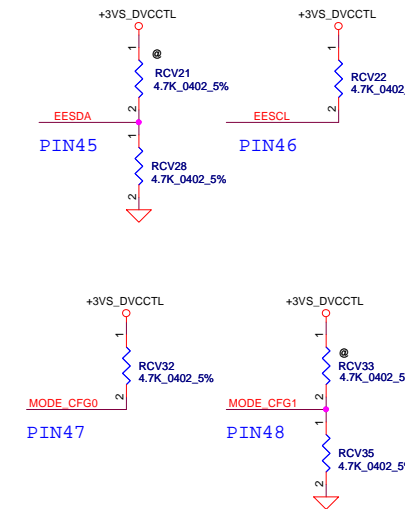 +3VS_DVCCTL
1
@
RCV21
4.7K_0402_5%
2
EESDA
PIN45
1
RCV28
4.7K_0402_5%
2
+3VS_DVCCTL
1
RCV22
4.7K_0402_
2
EESCL
PIN46
+3VS_DVCCTL
1
RCV32
4.7K_0402_5%
2
MODE_CFG0
PIN47
+3VS_DVCCTL
1
@
RCV33
4.7K_0402_5
2
MODE_CFG1
PIN48
1
RCV35
4.7K_0402_5
2